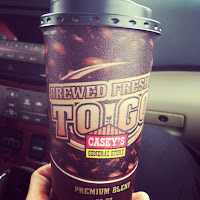 BREWED FRESH
TO GO
CASEY'S
GENERAL STORE
PREMIUM BLEND